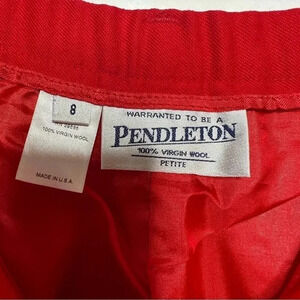 8
100% VIRGIN WOOL
MADE IN U.S.A.
WARRANTED TO BE A
PENDLETON
100% VIRGIN WOOL
PETITE